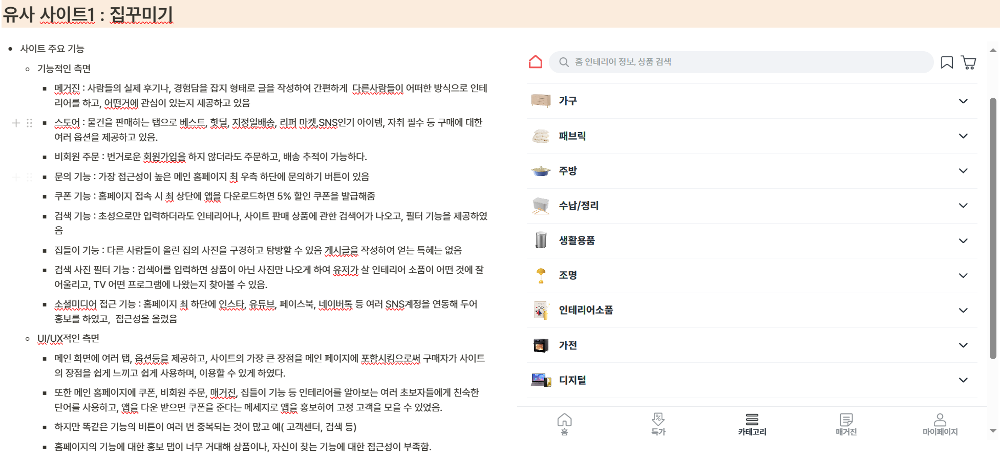 유사 사이트1 : 집꾸미기
사이트 주요 기능
기능적인 측면
메거진 : 사람들의 실제 후기나, 경험담을 잡지 형태로 글을 작성하여 간편하게 다른사람들이 어떠한 방식으로 인테
리어를 하고, 어떤거에 관심이 있는지 제공하고 있음
스토어 : 물건을 판매하는 탭으로 베스트, 핫딜, 지정일배송, 리퍼 마켓,SNS인기 아이템, 자취 필수 등 구매에 대한
여러 옵션을 제공하고 있음.
비회원 주문 : 번거로운 회원가입을 하지 않더라도 주문하고, 배송 추적이 가능하다.
문의 기능 : 가장 접근성이 높은 메인 홈페이지 최 우측 하단에 문의하기 버튼이 있음
쿠폰 기능 : 홈페이지 접속 시 최 상단에 앱을 다운로드하면 5% 할인 쿠폰을 발급해줌
검색 기능 : 초성으로만 입력하더라도 인테리어나, 사이트 판매 상품에 관한 검색어가 나오고, 필터 기능을 제공하였
음
집들이 기능 : 다른 사람들이 올린 집의 사진을 구경하고 탐방할 수 있음 게시글을 작성하여 얻는 특혜는 없음
검색 사진 필터 기능 : 검색어를 입력하면 상품이 아닌 사진만 나오게 하여 유저가 살 인테리어 소품이 어떤 것에 잘
어울리고, TV 어떤 프로그램에 나왔는지 찾아볼 수 있음.
소셜미디어 접근 기능 : 홈페이지 최 하단에 인스타, 유튜브, 페이스북, 네이버톡 등 여러 SNS계정을 연동해 두어
홍보를 하였고, 접근성을 올렸음
UI/UX적인 측면
메인 화면에 여러 탭, 옵션등을 제공하고, 사이트의 가장 큰 장점을 메인 페이지에 포함시킴으로써 구매자가 사이트
의 장점을 쉽게 느끼고 쉽게 사용하며, 이용할 수 있게 하였다.
또한 메인 홈페이지에 쿠폰, 비회원 주문, 매거진, 집들이 기능 등 인테리어를 알아보는 여러 초보자들에게 친숙한
단어를 사용하고, 앱을 다운 받으면 쿠폰을 준다는 메세지로 앱을 홍보하여 고정 고객을 모을 수 있었음.
하지만 똑같은 기능의 버튼이 여러 번 중복되는 것이 많고 예( 고객센터, 검색 등)
홈페이지의 기능에 대한 홍보 탭이 너무 거대해 상품이나, 자신이 찾는 기능에 대한 접근성이 부족함.
홈 인테리어 정보, 상품 검색
가구
패브릭
주방
수납/정리
생활용품
조명
인테리어소품
가전
디지털
홈
특가
카테고리
매거진
마이페이지